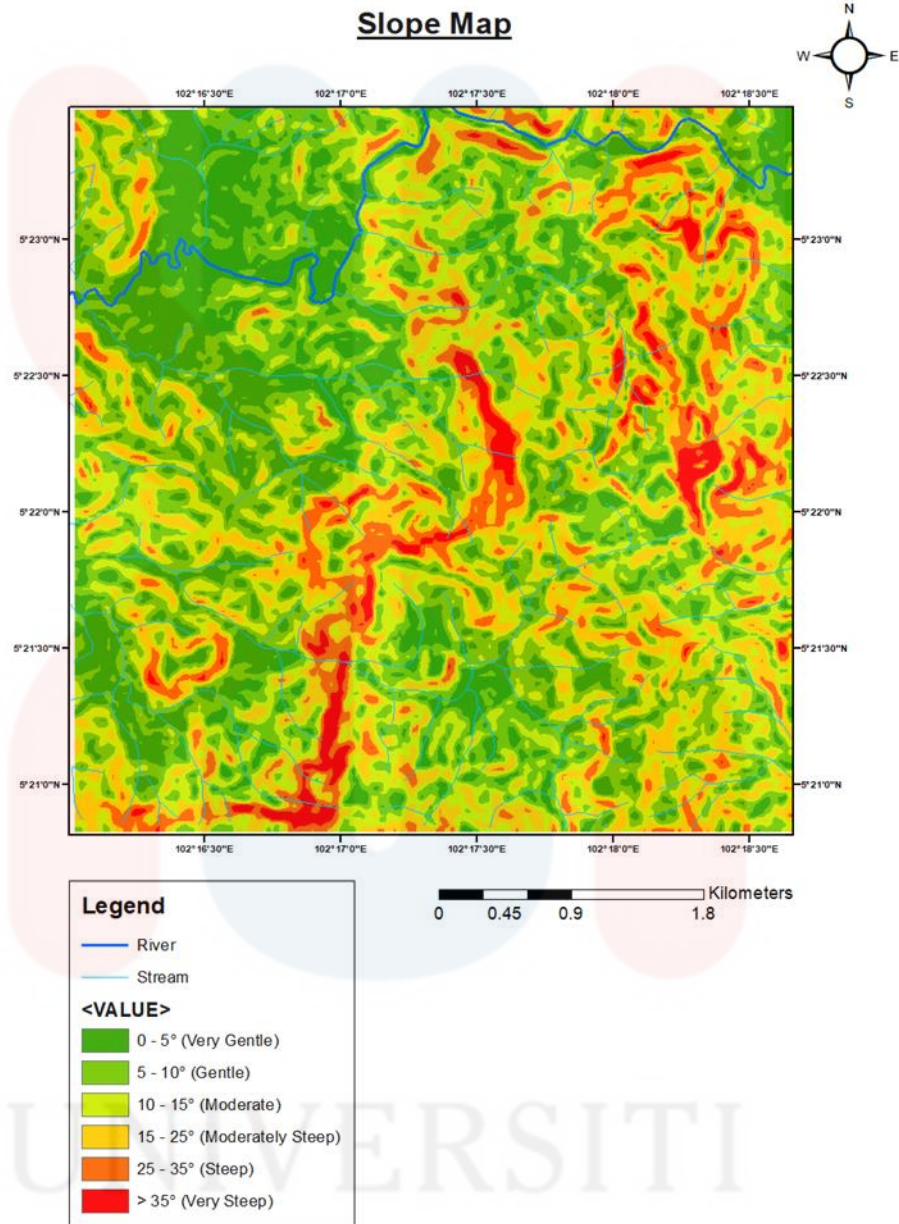 Slope Map
N
W E
S
102° 16'30"E 102° 17'0"E 102° 17'30"E 102° 18'0"E 102° 18'30"E
5° 23'0"N 5° 23'0"N
5° 22'30"N 5° 22'30"N
5° 22'0"N 5° 22'0"N
5° 21'30"N 5° 21'30"N
5° 21'0"N 5° 21'0"N
102° 16'30"E 102° 17'0"E 102° 17'30"E 102° 18'0"E 102° 18'30"E
Kilometers
0 0.45 0.9 1.8
Legend
River
Stream
<VALUE>
0 - 5° (Very Gentle)
5 - 10° (Gentle)
10 - 15° (Moderate)
15 - 25° (Moderately Steep)
25 - 35° (Steep)
> 35° (Very Steep)
UNIVERSITI